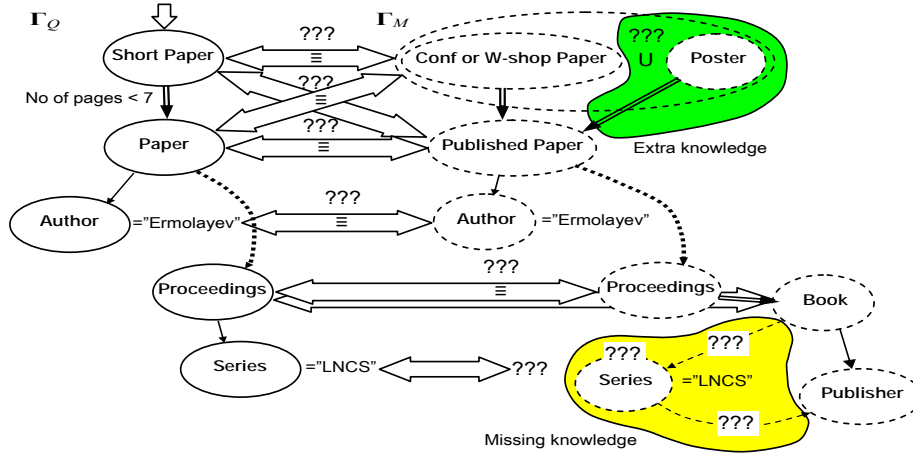 Γ_Q
Γ_M
???
???
Short Paper
≡
Conf or W-shop Paper
U
Poster
???
No of pages < 7
≡
???
Paper
≡
Published Paper
Extra knowledge
???
Author
="Ermolayev"
≡
Author
="Ermolayev"
???
Proceedings
≡
Proceedings
Book
???
???
Series
="LNCS"
???
Series
="LNCS"
Publisher
???
Missing knowledge